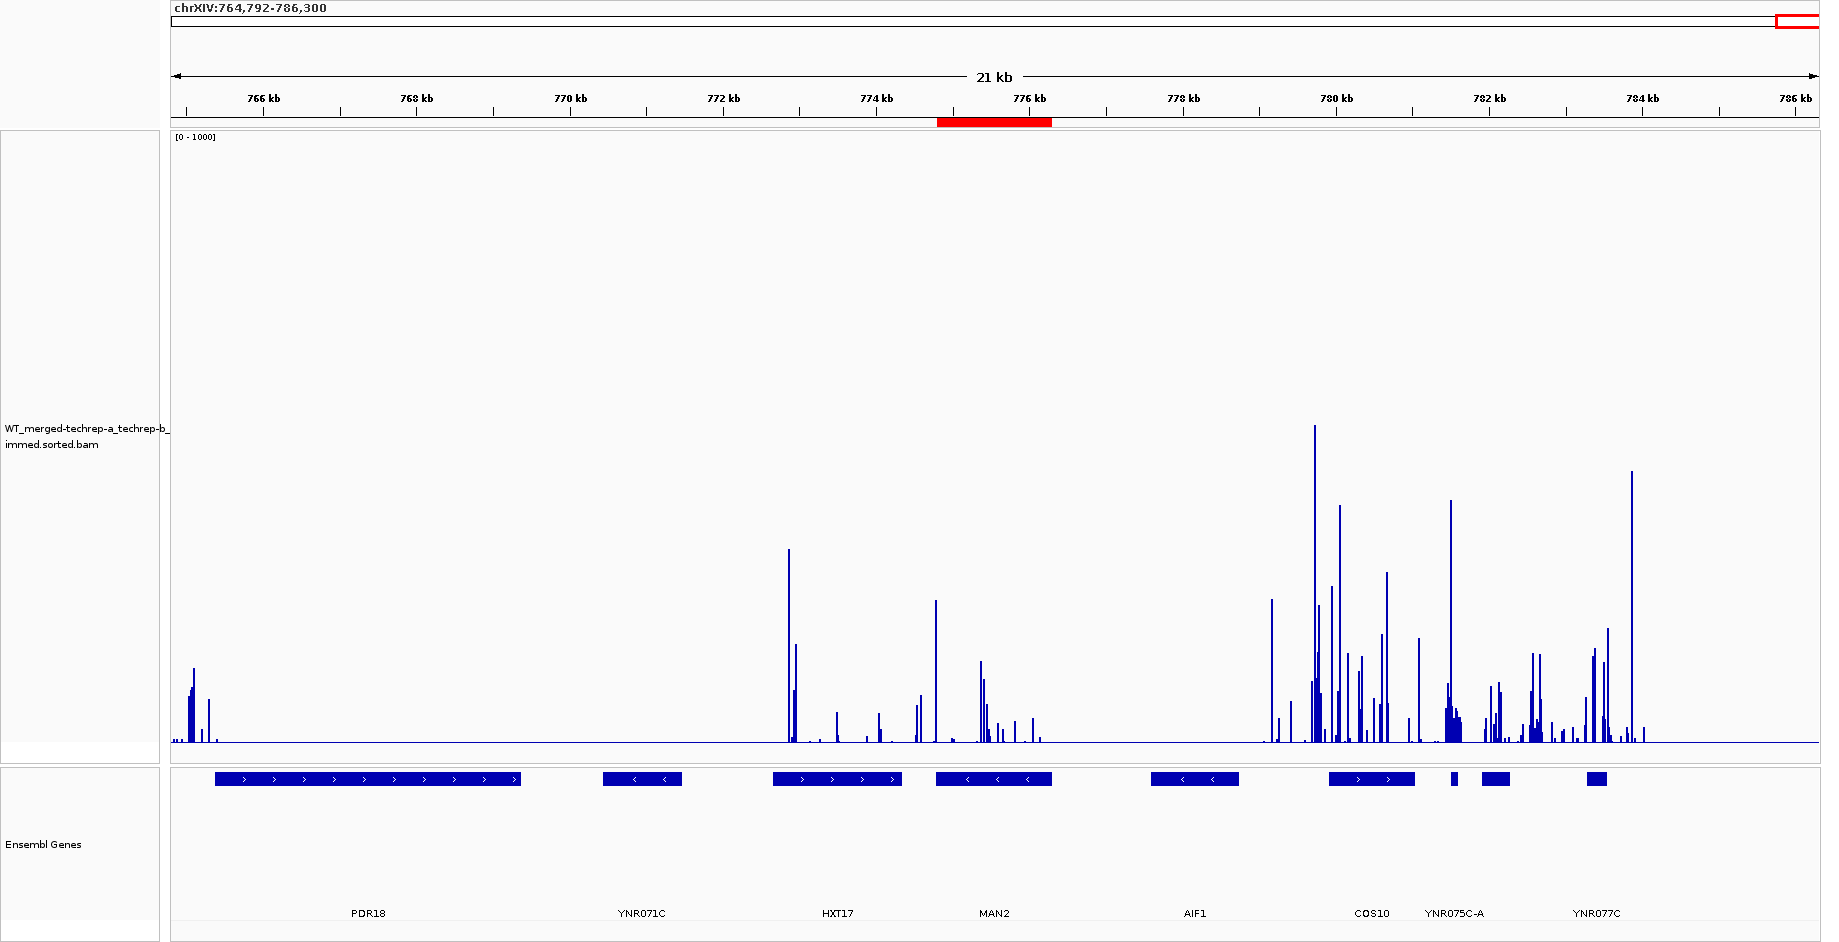 chrXIV:764,792-786,300
21 kb
766 kb 768 kb 770 kb 772 kb 774 kb 776 kb 778 kb 780 kb 782 kb 784 kb 786 kb
[0 - 1000]
WT_merged-techrep-a_techrep-b_
immed.sorted.bam
Ensembl Genes
PDR18 YNR071C HXT17 MAN2 AIF1 COS10 YNR075C-A YNR077C